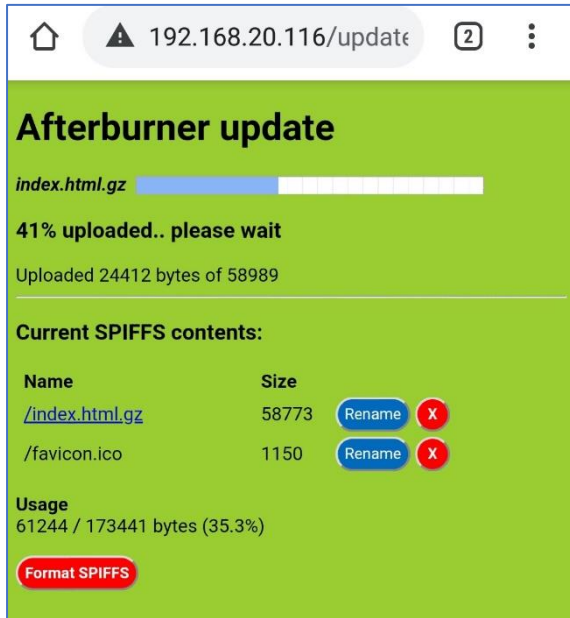 192.168.20.116/update 2
Afterburner update
index.html.gz
41% uploaded.. please wait
Uploaded 24412 bytes of 58989
Current SPIFFS contents:
Name Size
/index.html.gz 58773 Rename X
/favicon.ico 1150 Rename X
Usage
61244 / 173441 bytes (35.3%)
Format SPIFFS